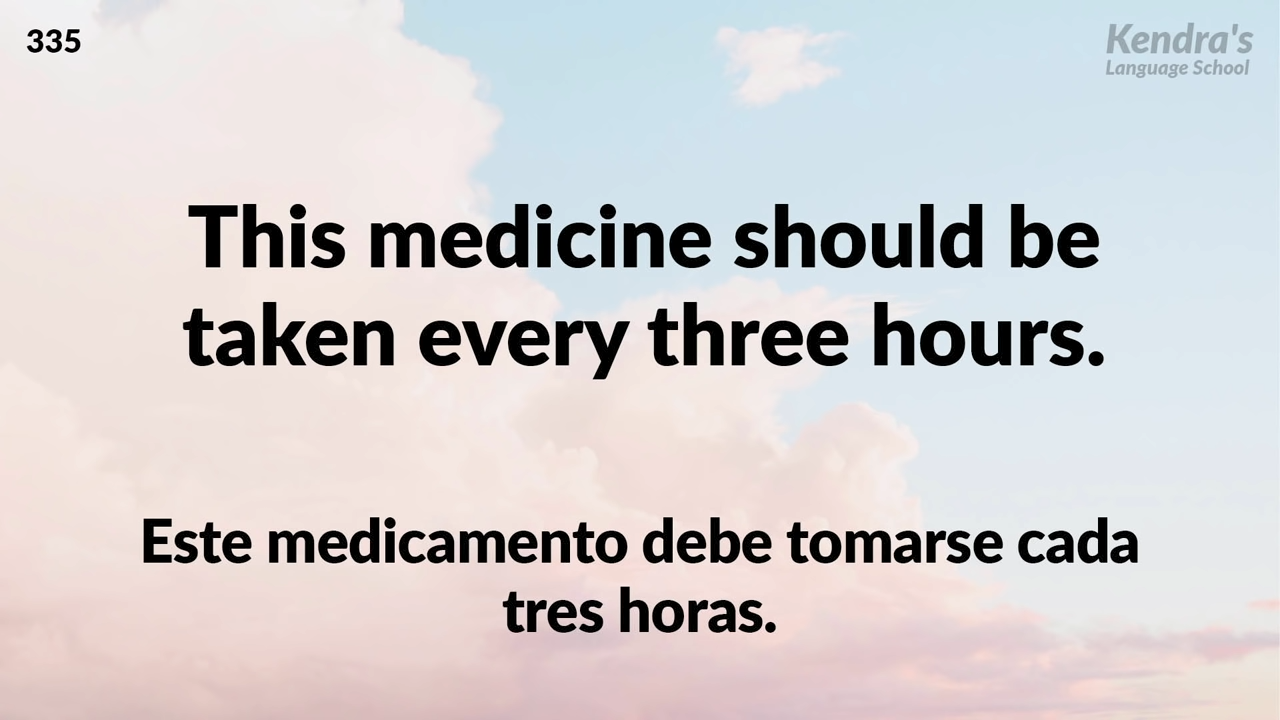 335
Kendra's
Language School
This medicine should be
taken every three hours.
Este medicamento debe tomarse cada
tres horas.